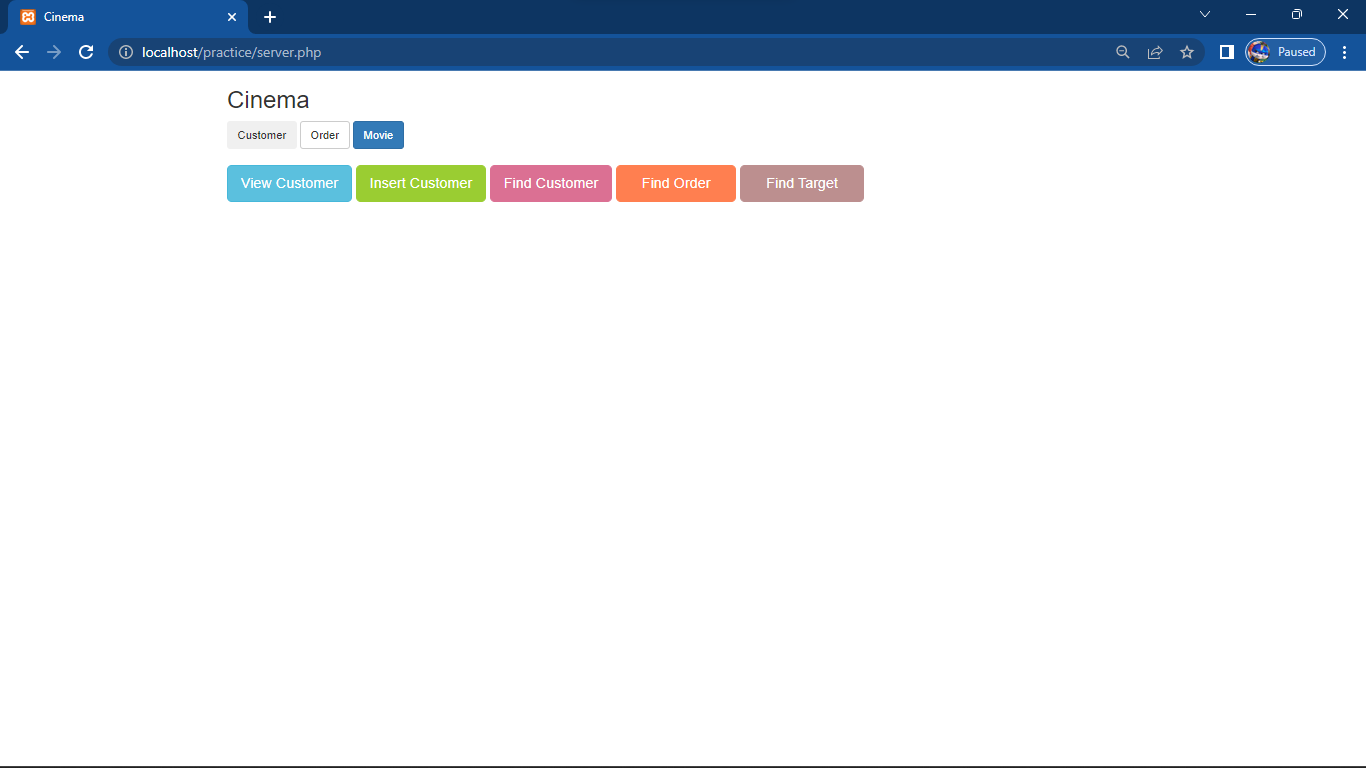 Cinema
localhost/practice/server.php
Paused
Cinema
Customer Order Movie
View Customer Insert Customer Find Customer Find Order Find Target